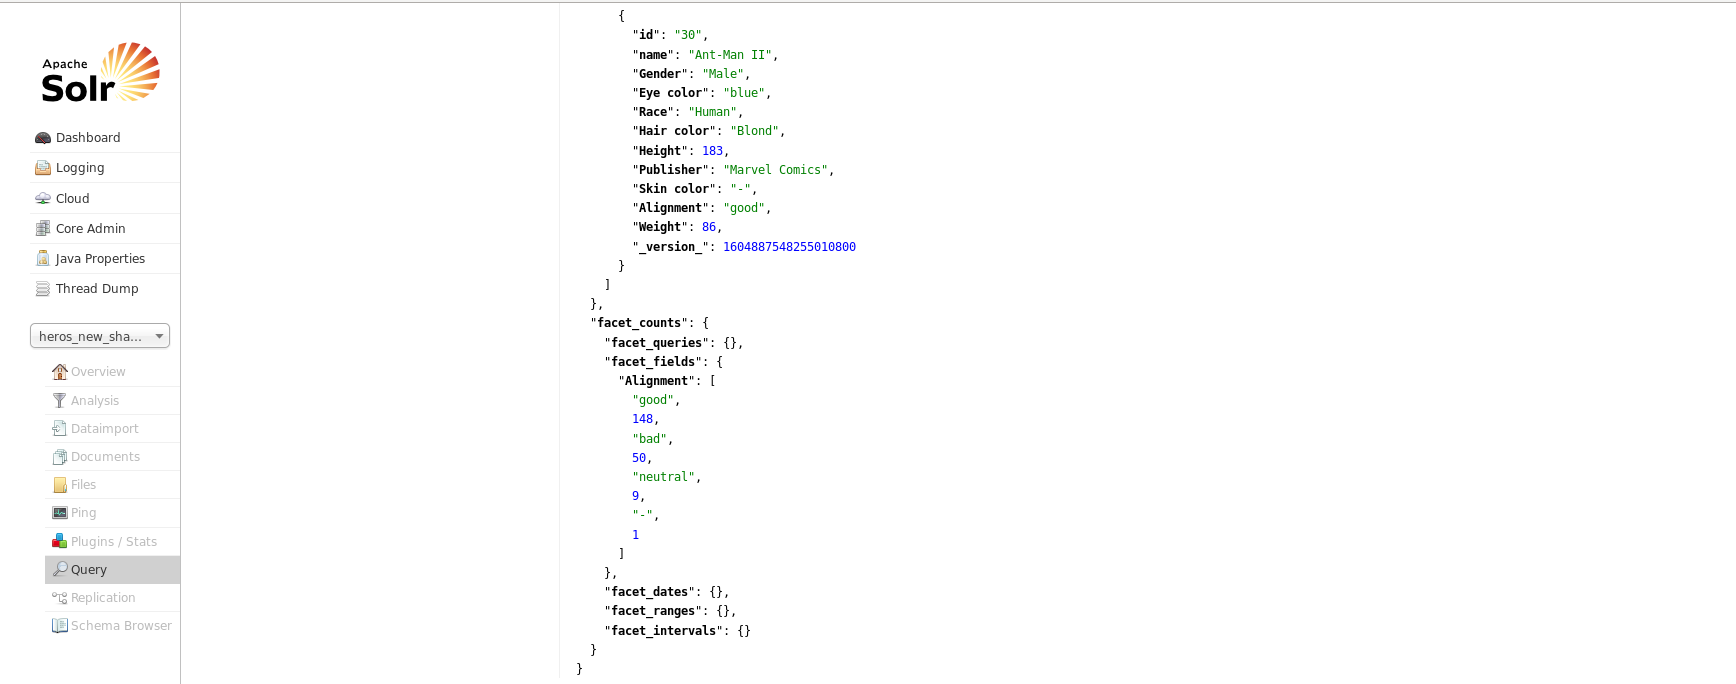 Apache
Solr
Dashboard
Logging
Cloud
Core Admin
Java Properties
Thread Dump
heros_new_sha...
Overview
Analysis
Dataimport
Documents
Files
Ping
Plugins / Stats
Query
Replication
Schema Browser
{
"id": "30",
"name": "Ant-Man II",
"Gender": "Male",
"Eye color": "blue",
"Race": "Human",
"Hair color": "Blond",
"Height": 183,
"Publisher": "Marvel Comics",
"Skin color": "-",
"Alignment": "good",
"Weight": 86,
"_version_": 1604887548255010800
}
]
},
"facet_counts": {
"facet_queries": {},
"facet_fields": {
"Alignment": [
"good",
148,
"bad",
50,
"neutral",
9,
"-",
1
]
},
"facet_dates": {},
"facet_ranges": {},
"facet_intervals": {}
}
}